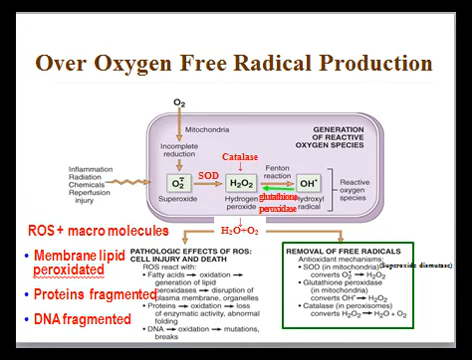 Over Oxygen Free Radical Production
O2
Mitochondria
GENERATION
OF REACTIVE
OXYGEN SPECIES
Incomplete
reduction
Catalase
Fenton
reaction
Inflammation
Radiation
Chemicals
Reperfusion
injury
O2•−
SOD
H2O2
OH•
Superoxide
Hydrogen
peroxide
glutathione
peroxidase
Hydroxyl
radical
Reactive
oxygen
species
H2O+O2
ROS + macro molecules
• Membrane lipid
peroxidated
• Proteins fragmented
• DNA fragmented
PATHOLOGIC EFFECTS OF ROS:
CELL INJURY AND DEATH
ROS react with:
• Fatty acids → oxidation →
generation of lipid
peroxidases → disruption of
plasma membrane, organelles
• Proteins → oxidation → loss
of enzymatic activity, abnormal
folding
• DNA → oxidation → mutations,
breaks
REMOVAL OF FREE RADICALS
Antioxidant mechanisms:
• SOD (in mitochondria) (Superoxide dismutase)
converts O2•− → H2O2
• Glutathione peroxidase
(in mitochondria)
converts OH• → H2O2
• Catalase (in peroxisomes)
converts H2O2 → H2O + O2